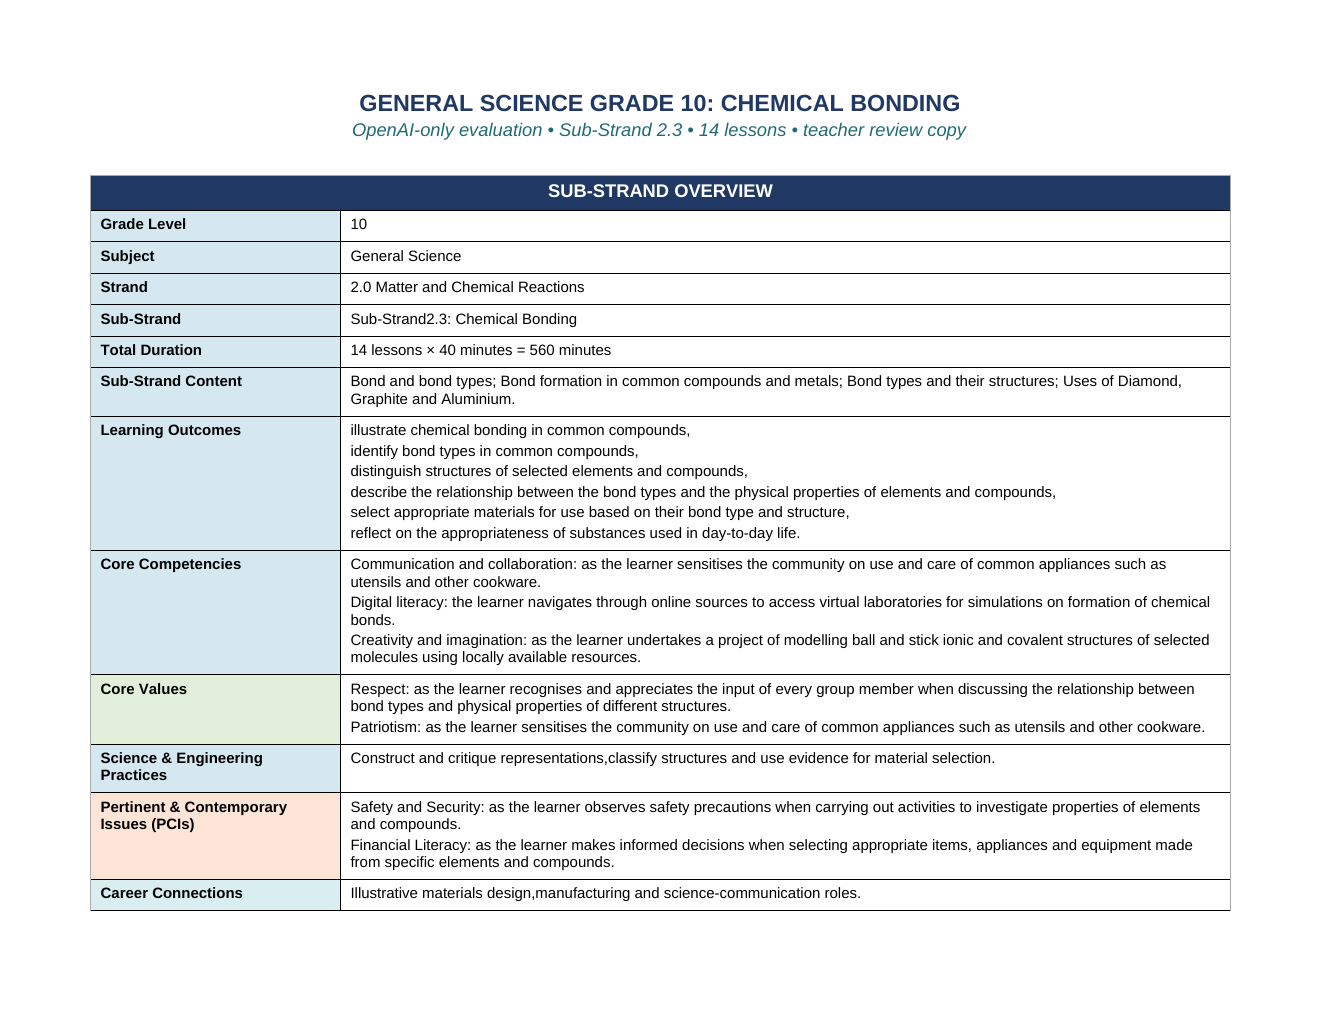 GENERAL SCIENCE GRADE 10: CHEMICAL BONDING
OpenAI-only evaluation • Sub-Strand 2.3 • 14 lessons • teacher review copy
SUB-STRAND OVERVIEW
Grade Level
10
Subject
General Science
Strand
2.0 Matter and Chemical Reactions
Sub-Strand
Sub-Strand2.3: Chemical Bonding
Total Duration
14 lessons × 40 minutes = 560 minutes
Sub-Strand Content
Bond and bond types; Bond formation in common compounds and metals; Bond types and their structures; Uses of Diamond,
Graphite and Aluminium.
Learning Outcomes
illustrate chemical bonding in common compounds,
identify bond types in common compounds,
distinguish structures of selected elements and compounds,
describe the relationship between the bond types and the physical properties of elements and compounds,
select appropriate materials for use based on their bond type and structure,
reflect on the appropriateness of substances used in day-to-day life.
Core Competencies
Communication and collaboration: as the learner sensitises the community on use and care of common appliances such as
utensils and other cookware.
Digital literacy: the learner navigates through online sources to access virtual laboratories for simulations on formation of chemical
bonds.
Creativity and imagination: as the learner undertakes a project of modelling ball and stick ionic and covalent structures of selected
molecules using locally available resources.
Core Values
Respect: as the learner recognises and appreciates the input of every group member when discussing the relationship between
bond types and physical properties of different structures.
Patriotism: as the learner sensitises the community on use and care of common appliances such as utensils and other cookware.
Science & Engineering
Practices
Construct and critique representations,classify structures and use evidence for material selection.
Pertinent & Contemporary
Issues (PCIs)
Safety and Security: as the learner observes safety precautions when carrying out activities to investigate properties of elements
and compounds.
Financial Literacy: as the learner makes informed decisions when selecting appropriate items, appliances and equipment made
from specific elements and compounds.
Career Connections
Illustrative materials design,manufacturing and science-communication roles.